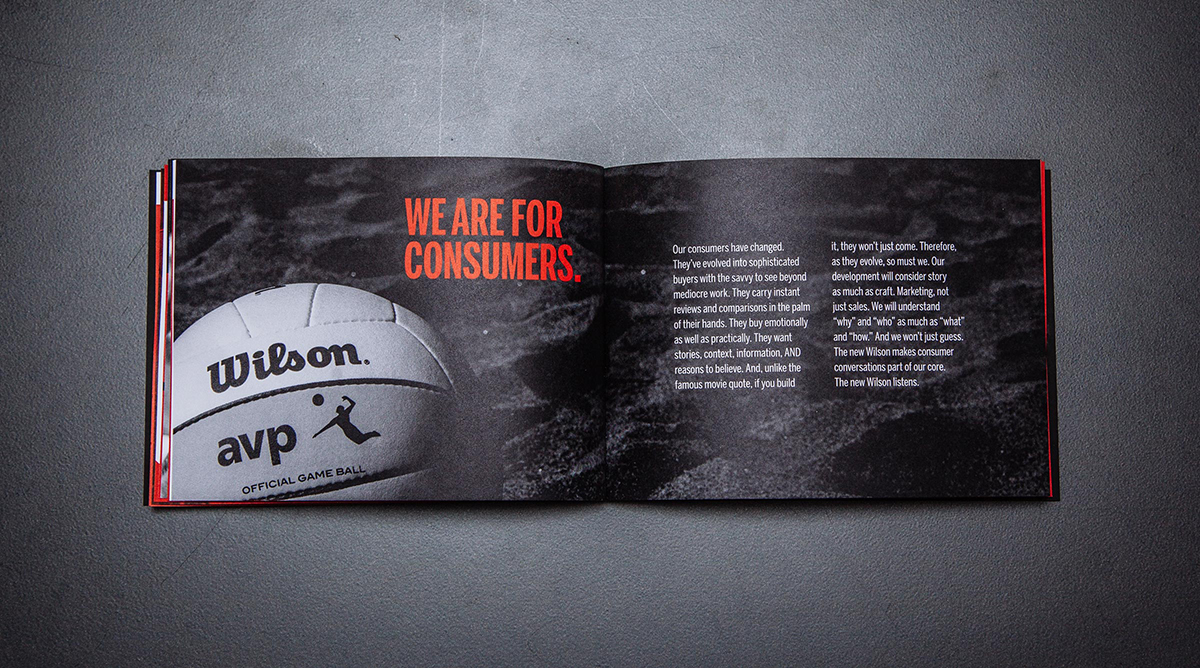 WE ARE FOR
CONSUMERS.
Wilson.
avp
OFFICIAL GAME BALL
Our consumers have changed.
They’ve evolved into sophisticated
buyers with the savvy to see beyond
mediocre work. They carry instant
reviews and comparisons in the palm
of their hands. They buy emotionally
as well as practically. They want
stories, context, information, AND
reasons to believe. And, unlike the
famous movie quote, if you build
it, they won’t just come. Therefore,
as they evolve, so must we. Our
development will consider story
as much as craft. Marketing, not
just sales. We will understand
“why” and “who” as much as “what”
and “how.” And we won’t just guess.
The new Wilson makes consumer
conversations part of our core.
The new Wilson listens.